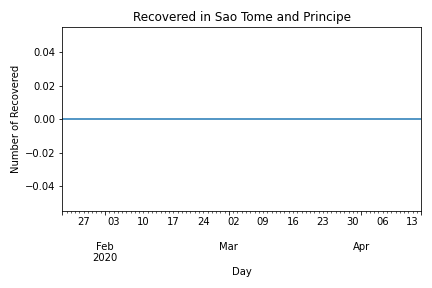 Recovered in Sao Tome and Principe
Number of Recovered
0.04
0.02
0.00
−0.02
−0.04
27 03 10 17 24 02 09 16 23 30 06 13
Feb Mar Apr
2020
Day